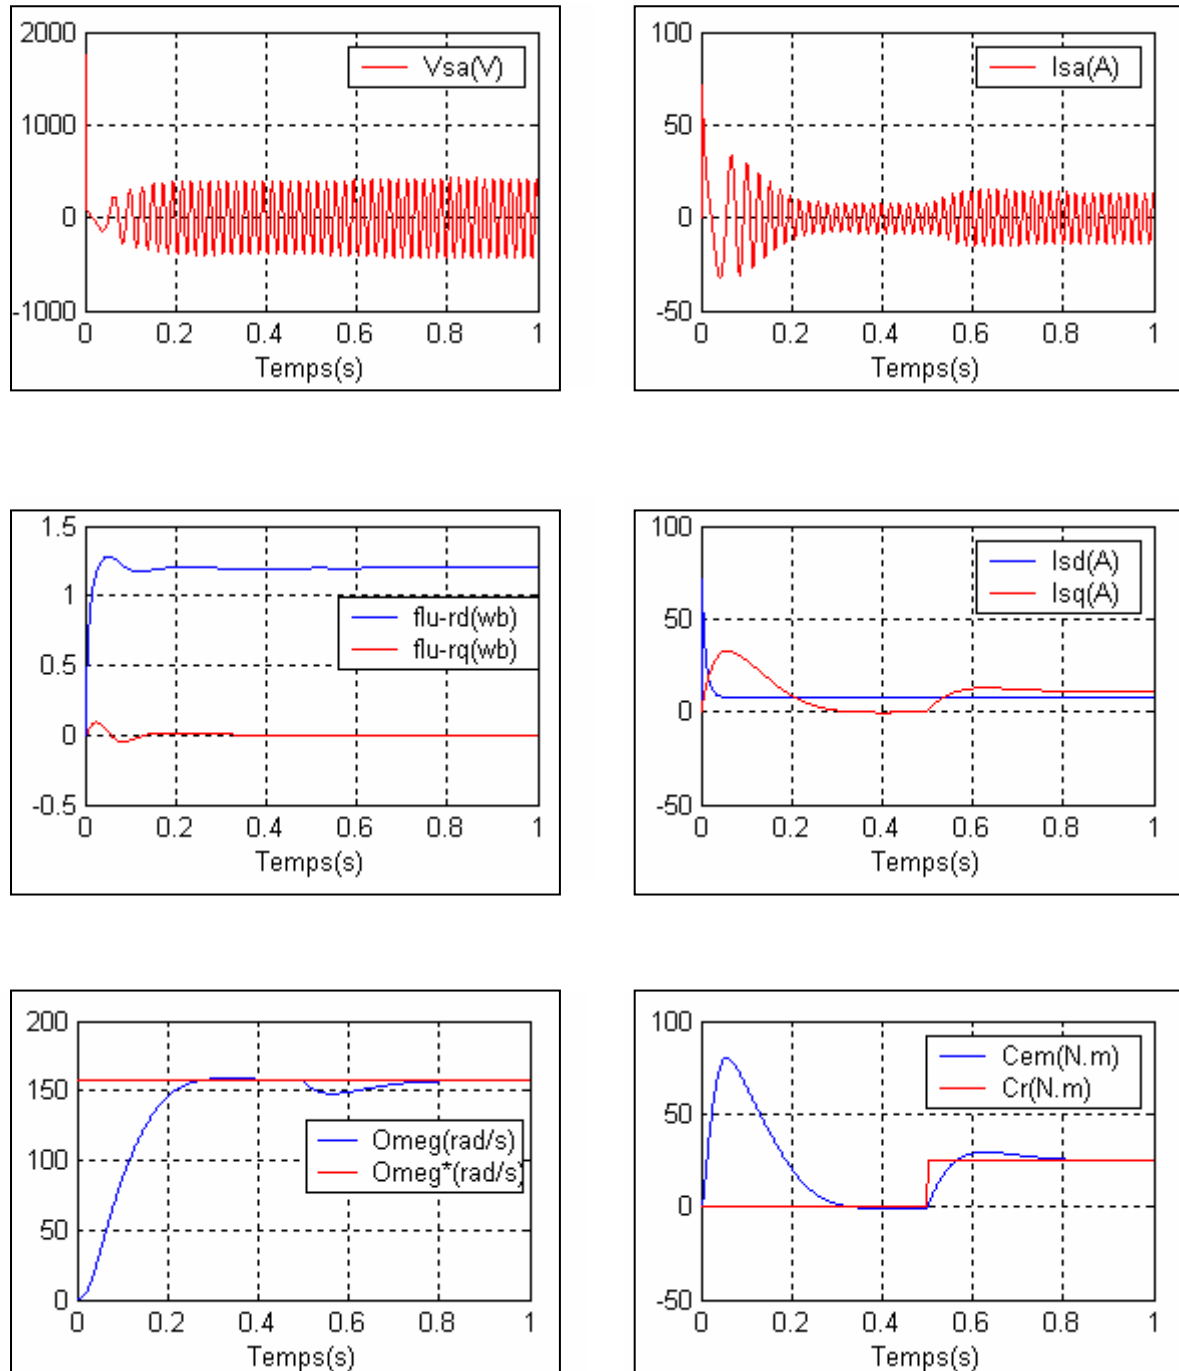 2000
1000
0
-1000
Vsa(V)
0 0.2 0.4 0.6 0.8 1
Temps(s)
100
50
0
-50
Isa(A)
0 0.2 0.4 0.6 0.8 1
Temps(s)
1.5
1
0.5
0
-0.5
flu-rd(wb)
flu-rq(wb)
0 0.2 0.4 0.6 0.8 1
Temps(s)
100
50
0
-50
Isd(A)
Isq(A)
0 0.2 0.4 0.6 0.8 1
Temps(s)
200
150
100
50
0
Omeg(rad/s)
Omeg*(rad/s)
0 0.2 0.4 0.6 0.8 1
Temps(s)
100
50
0
-50
Cem(N.m)
Cr(N.m)
0 0.2 0.4 0.6 0.8 1
Temps(s)